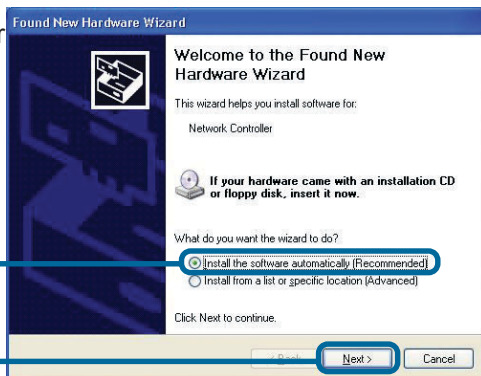 Found New Hardware Wizard
r
Welcome to the Found New
Hardware Wizard
This wizard helps you install software for:
Network Controller
If your hardware came with an installation CD
or floppy disk, insert it now.
What do you want the wizard to do?
Install the software automatically (Recommended)
Install from a list or specific location (Advanced)
Click Next to continue.
< Back
Next >
Cancel